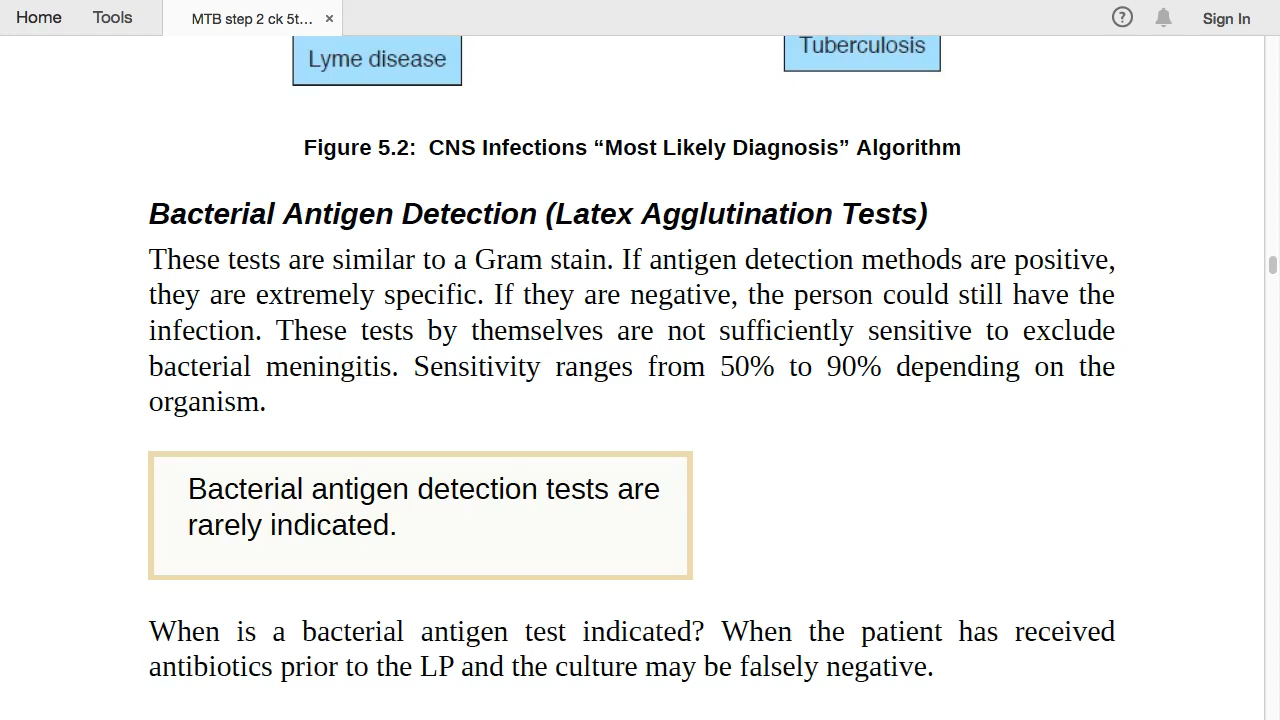 Home Tools MTB step 2 ck 5t... × ? Sign In
Lyme disease Tuberculosis
Figure 5.2: CNS Infections “Most Likely Diagnosis” Algorithm
Bacterial Antigen Detection (Latex Agglutination Tests)
These tests are similar to a Gram stain. If antigen detection methods are positive,
they are extremely specific. If they are negative, the person could still have the
infection. These tests by themselves are not sufficiently sensitive to exclude
bacterial meningitis. Sensitivity ranges from 50% to 90% depending on the
organism.
Bacterial antigen detection tests are
rarely indicated.
When is a bacterial antigen test indicated? When the patient has received
antibiotics prior to the LP and the culture may be falsely negative.